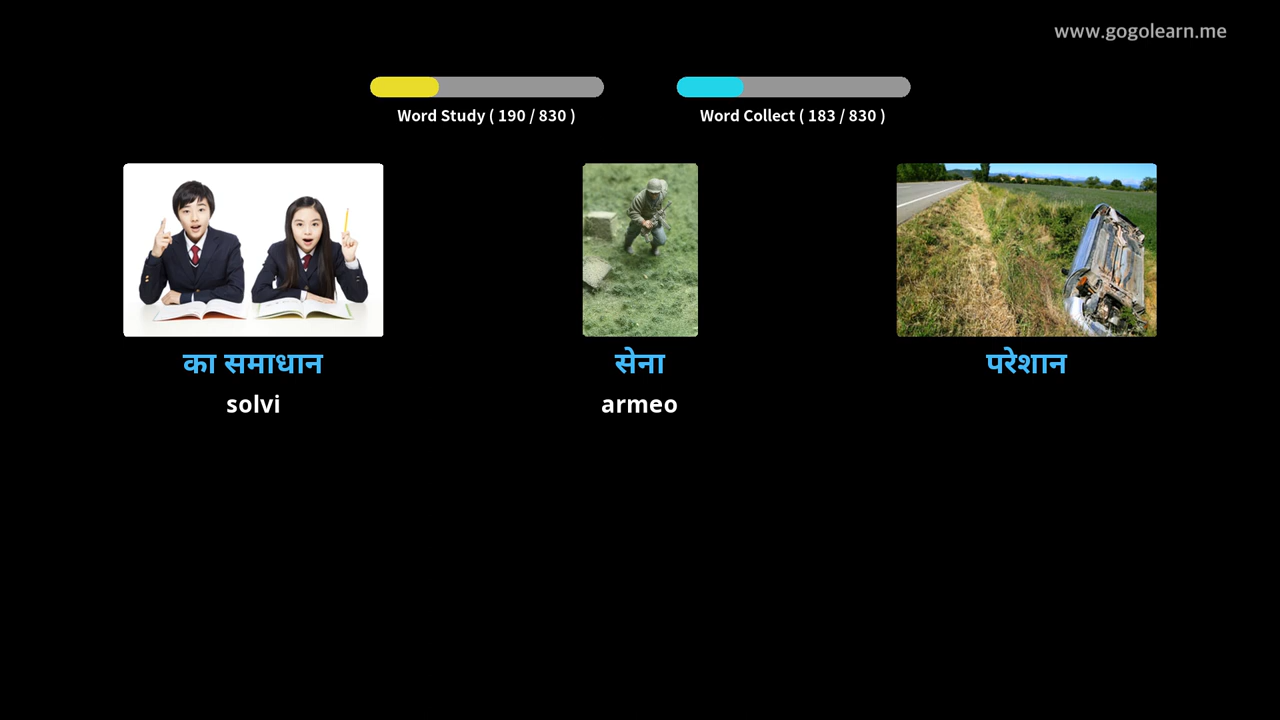 www.gogolearn.me
Word Study ( 190 / 830 )
Word Collect ( 183 / 830 )
का समाधान
solvi
सेना
armeo
परेशान